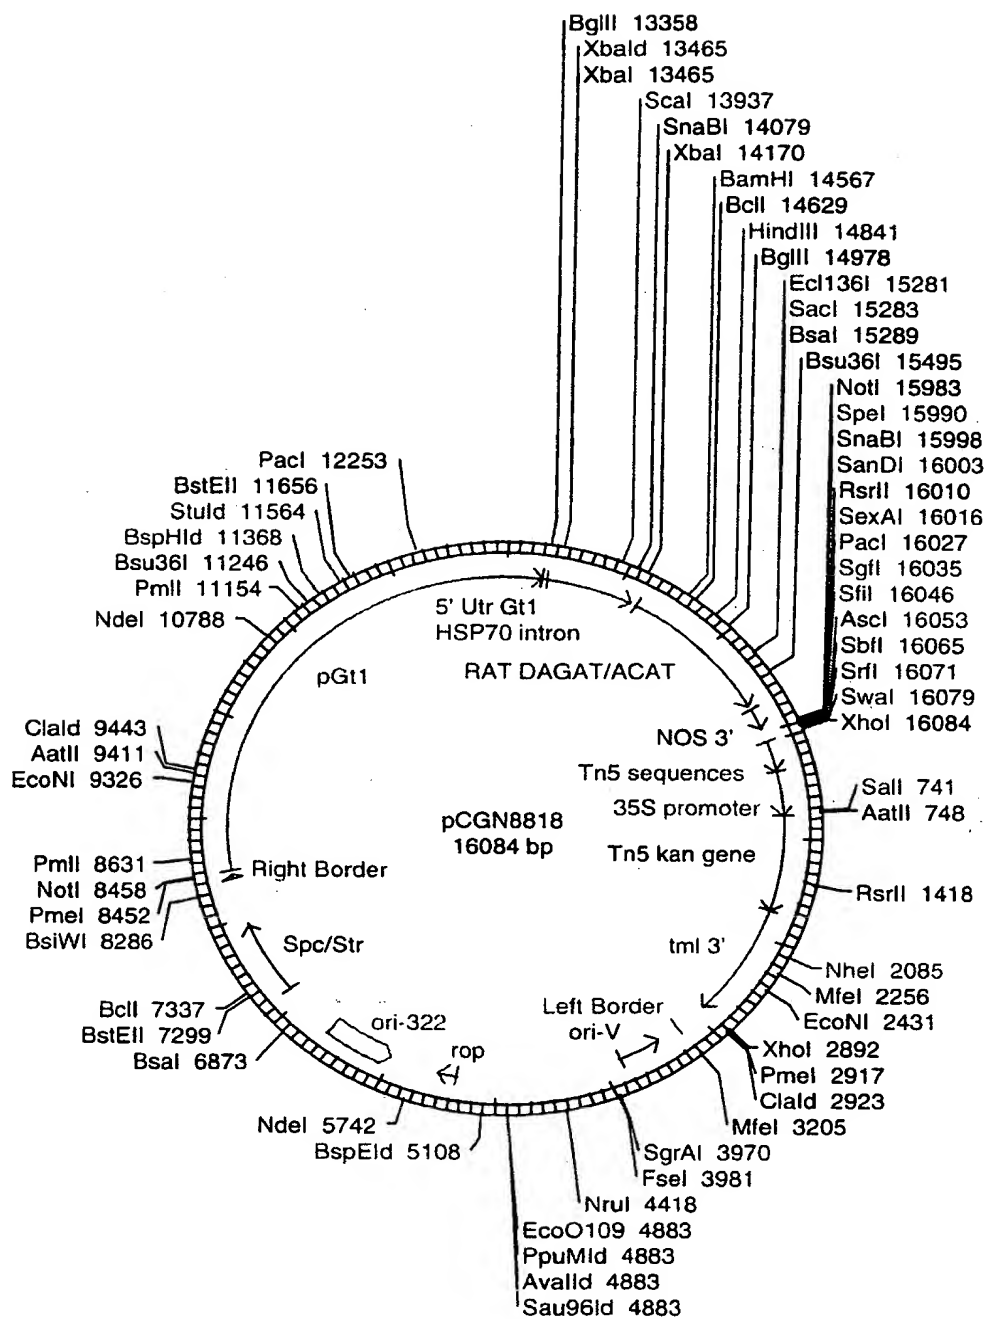 BglII 13358
XbaId 13465
XbaI 13465
ScaI 13937
SnaBI 14079
XbaI 14170
BamHI 14567
BclI 14629
HindIII 14841
BglII 14978
Ecl136I 15281
SacI 15283
BsaI 15289
Bsu36I 15495
NotI 15983
SpeI 15990
SnaBI 15998
SanDI 16003
RsrII 16010
SexAI 16016
PacI 16027
SgfI 16035
SfiI 16046
AscI 16053
SbfI 16065
SrfI 16071
SwaI 16079
XhoI 16084
PacI 12253
BstEII 11656
StuId 11564
BspHId 11368
Bsu36I 11246
PmlI 11154
NdeI 10788
ClaId 9443
AatII 9411
EcoNI 9326
PmlI 8631
NotI 8458
PmeI 8452
BsiWI 8286
BclI 7337
BstEII 7299
BsaI 6873
NdeI 5742
BspEId 5108
5' Utr Gt1
HSP70 intron
pGt1
RAT DAGAT/ACAT
NOS 3'
Tn5 sequences
35S promoter
pCGN8818
16084 bp
Tn5 kan gene
Right Border
Spc/Str
tml 3'
Left Border
ori-V
ori-322
rop
SalI 741
AatII 748
RsrII 1418
NheI 2085
MfeI 2256
EcoNI 2431
XhoI 2892
PmeI 2917
ClaId 2923
MfeI 3205
SgrAI 3970
FseI 3981
NruI 4418
EcoO109 4883
PpuMId 4883
AvaIId 4883
Sau96Id 4883